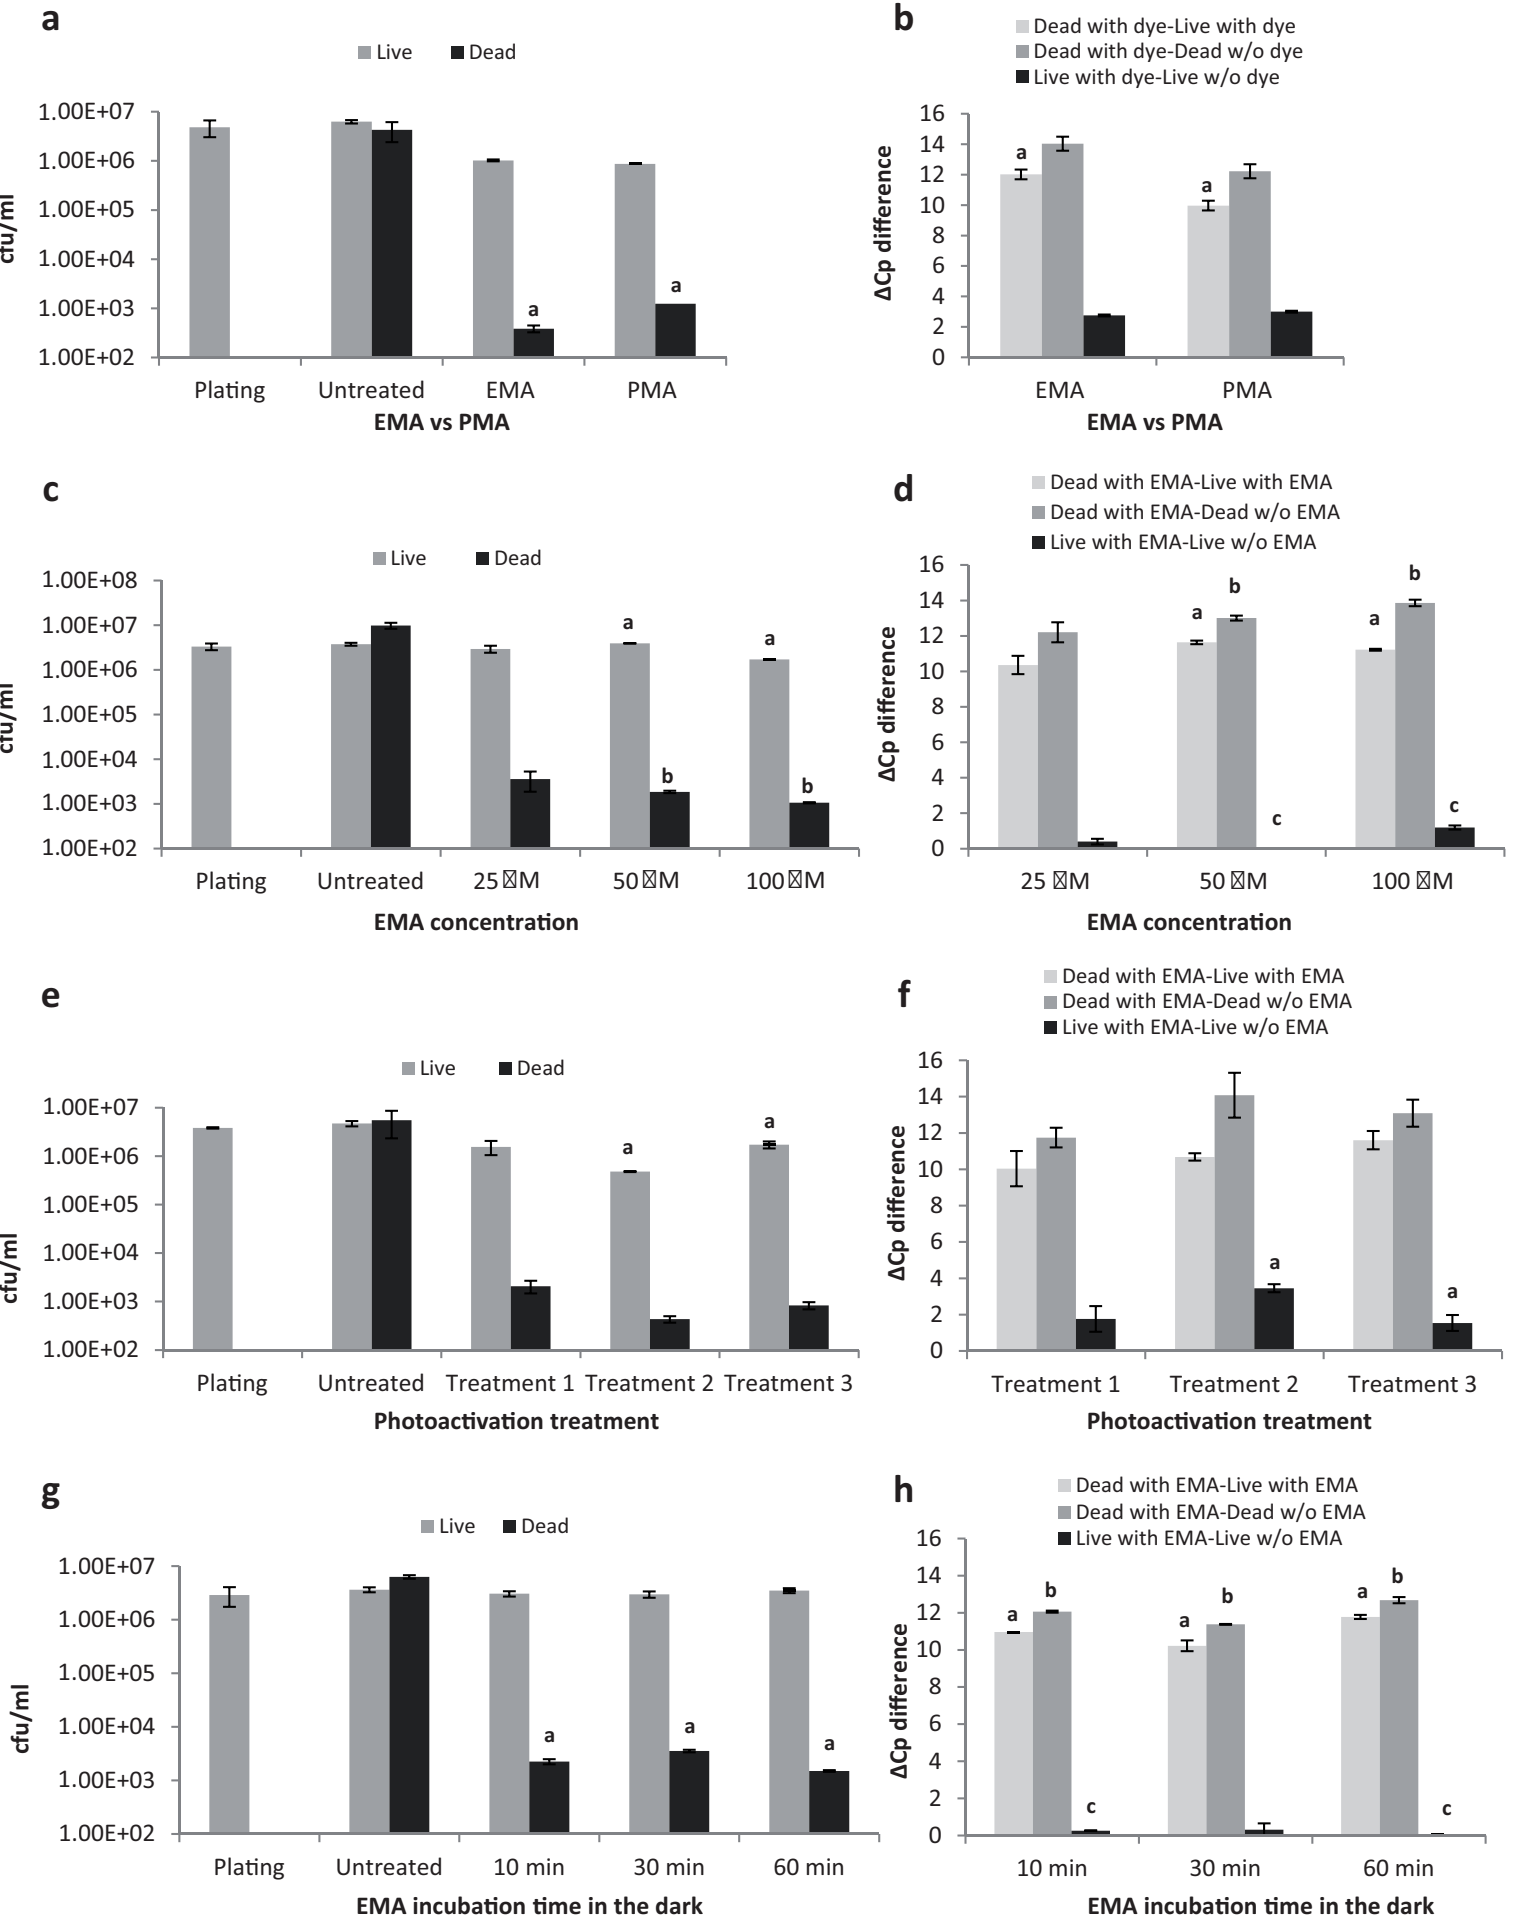 a
Live Dead
1.00E+07
1.00E+06
1.00E+05
1.00E+04
1.00E+03
1.00E+02
cfu/ml
a
a
Plating Untreated EMA PMA
EMA vs PMA
b
Dead with dye-Live with dye
Dead with dye-Dead w/o dye
Live with dye-Live w/o dye
16
14
12
10
8
6
4
2
0
ΔCp difference
a
a
EMA PMA
EMA vs PMA
c
Live Dead
1.00E+08
1.00E+07
1.00E+06
1.00E+05
1.00E+04
1.00E+03
1.00E+02
cfu/ml
a
a
b
b
Plating Untreated 25 M 50 M 100 M
EMA concentration
d
Dead with EMA-Live with EMA
Dead with EMA-Dead w/o EMA
Live with EMA-Live w/o EMA
16
14
12
10
8
6
4
2
0
ΔCp difference
a
b
c
a
b
c
25 M 50 M 100 M
EMA concentration
e
Live Dead
1.00E+07
1.00E+06
1.00E+05
1.00E+04
1.00E+03
1.00E+02
cfu/ml
a
a
Plating Untreated Treatment 1 Treatment 2 Treatment 3
Photoactivation treatment
f
Dead with EMA-Live with EMA
Dead with EMA-Dead w/o EMA
Live with EMA-Live w/o EMA
16
14
12
10
8
6
4
2
0
ΔCp difference
a
a
Treatment 1 Treatment 2 Treatment 3
Photoactivation treatment
g
Live Dead
1.00E+07
1.00E+06
1.00E+05
1.00E+04
1.00E+03
1.00E+02
cfu/ml
a
a
a
Plating Untreated 10 min 30 min 60 min
EMA incubation time in the dark
h
Dead with EMA-Live with EMA
Dead with EMA-Dead w/o EMA
Live with EMA-Live w/o EMA
16
14
12
10
8
6
4
2
0
ΔCp difference
a
b
c
a
b
a
b
c
10 min 30 min 60 min
EMA incubation time in the dark